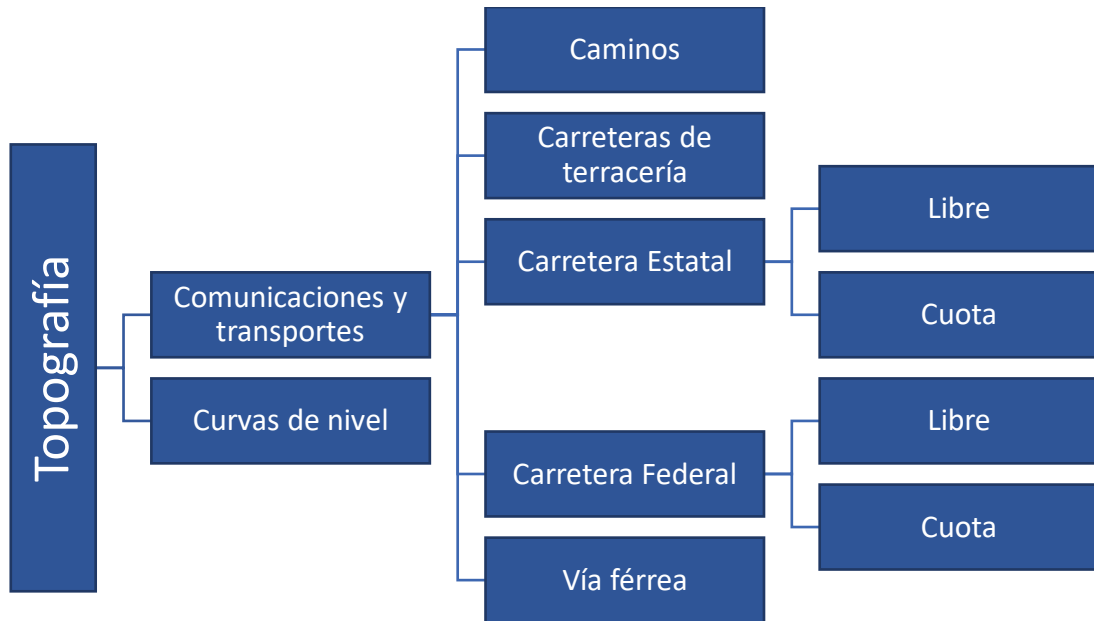 Topografía
Comunicaciones y
transportes
Caminos
Carreteras de
terracería
Carretera Estatal
Libre
Cuota
Carretera Federal
Libre
Cuota
Vía férrea
Curvas de nivel